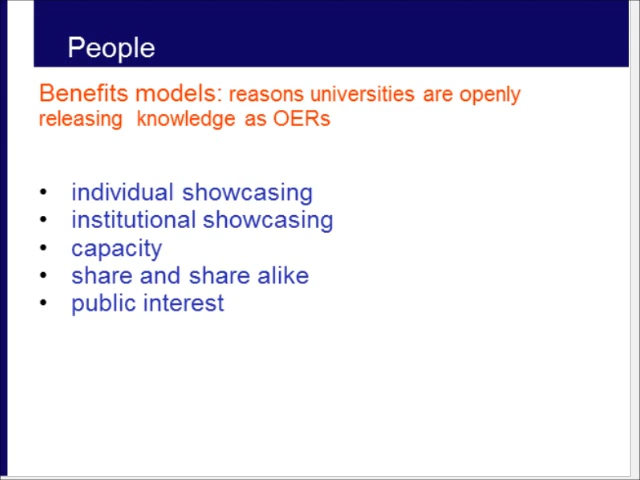 People
Benefits models: reasons universities are openly
releasing knowledge as OERs
• individual showcasing
• institutional showcasing
• capacity
• share and share alike
• public interest